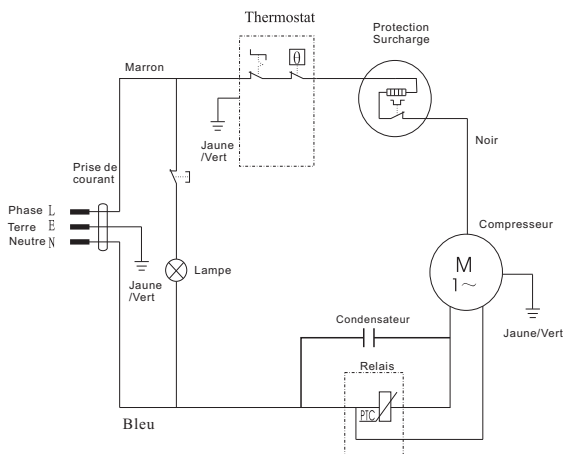 Thermostat
Protection
Surcharge
Marron
θ
Jaune
/Vert
Noir
Prise de
courant
Phase L
Terre E
Neutre N
Compresseur
M
1~
Lampe
Jaune
/Vert
Jaune/Vert
Condensateur
Relais
PTC
Bleu